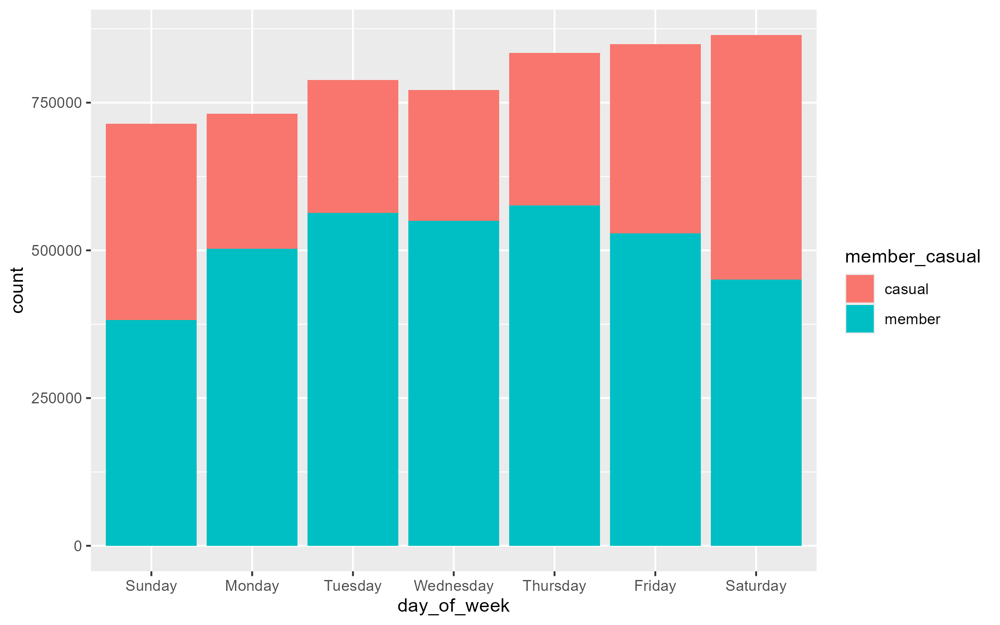 count
750000
500000
250000
0
Sunday Monday Tuesday Wednesday Thursday Friday Saturday
day_of_week
member_casual
casual
member